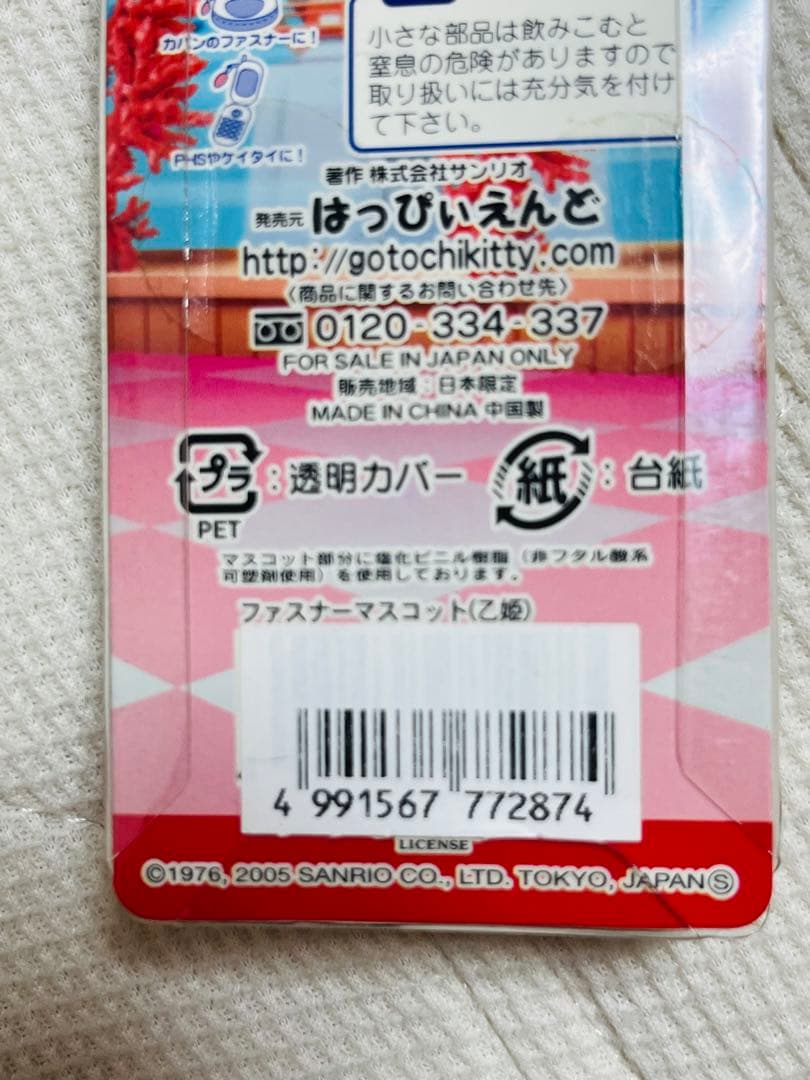 カバンのファスナーに!
PHSやケイタイに!
小さな部品は飲みこむと
窒息の危険がありますので
取り扱いには充分気を付け
て下さい。
著作 株式会社サンリオ
発売元 はっぴぃえんど
http://gotochikitty.com
〈商品に関するお問い合わせ先〉
0120-334-337
FOR SALE IN JAPAN ONLY
販売地域:日本限定
MADE IN CHINA 中国製
プラ:透明カバー 紙:台紙
PET
マスコット部分に塩化ビニル樹脂(非フタル酸系
可塑剤使用)を使用しております。
ファスナーマスコット(乙姫)
4 991567 772874
LICENSE
©1976, 2005 SANRIO CO., LTD. TOKYO, JAPAN Ⓢ